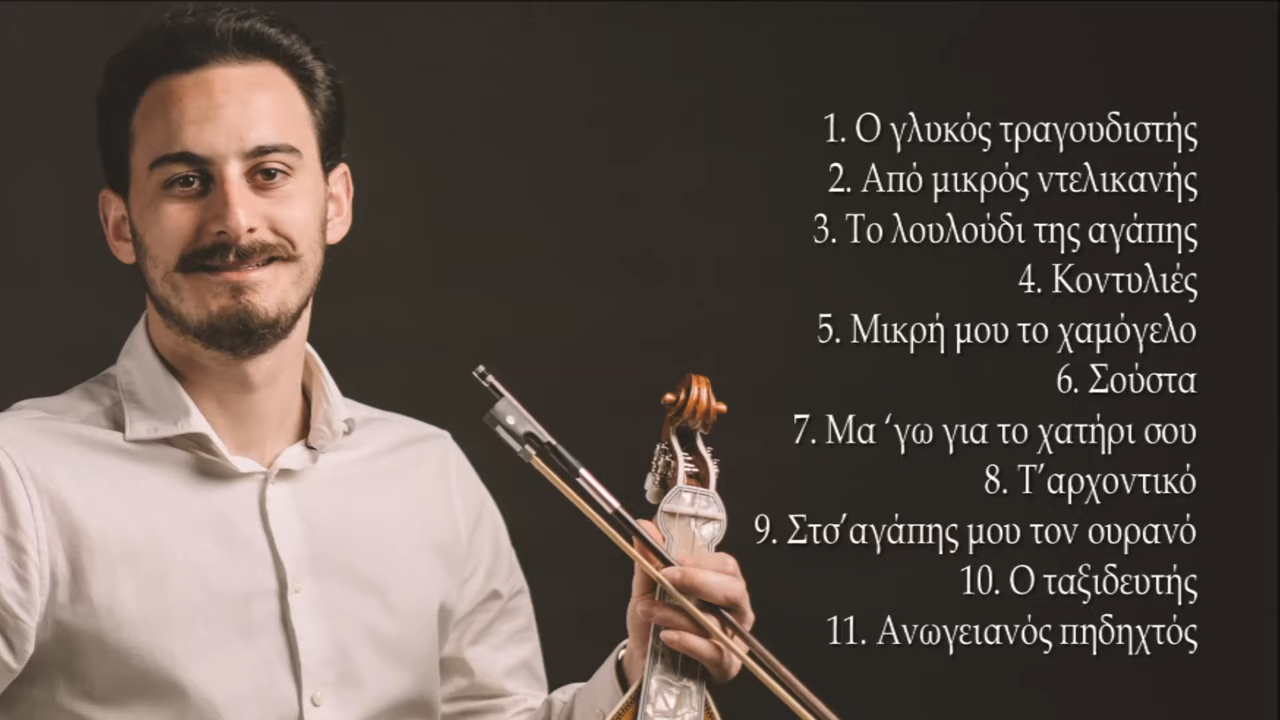 1. Ο γλυκός τραγουδιστής
2. Από μικρός ντελικανής
3. Το λουλούδι της αγάπης
4. Κοντυλιές
5. Μικρή μου το χαμόγελο
6. Σούστα
7. Μα ‘γω για το χατήρι σου
8. Τ΄αρχοντικό
9. Στσ΄αγάπης μου τον ουρανό
10. Ο ταξιδευτής
11. Ανωγειανός πηδηχτός